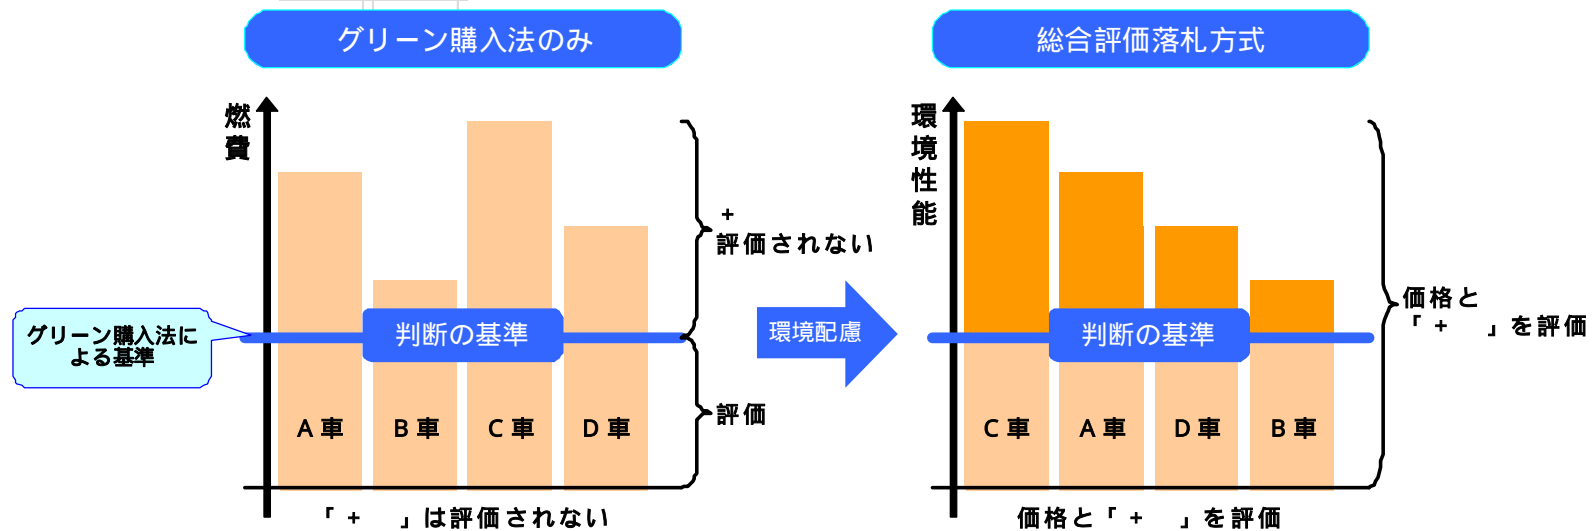 グリーン購入法のみ
燃費
+
評価されない
グリーン購入法に
よる基準
判断の基準
評価
A車
B車
C車
D車
「+　」は評価されない
環境配慮
総合評価落札方式
環境性能
判断の基準
価格と
「+　」を評価
C車
A車
D車
B車
価格と「+　」を評価